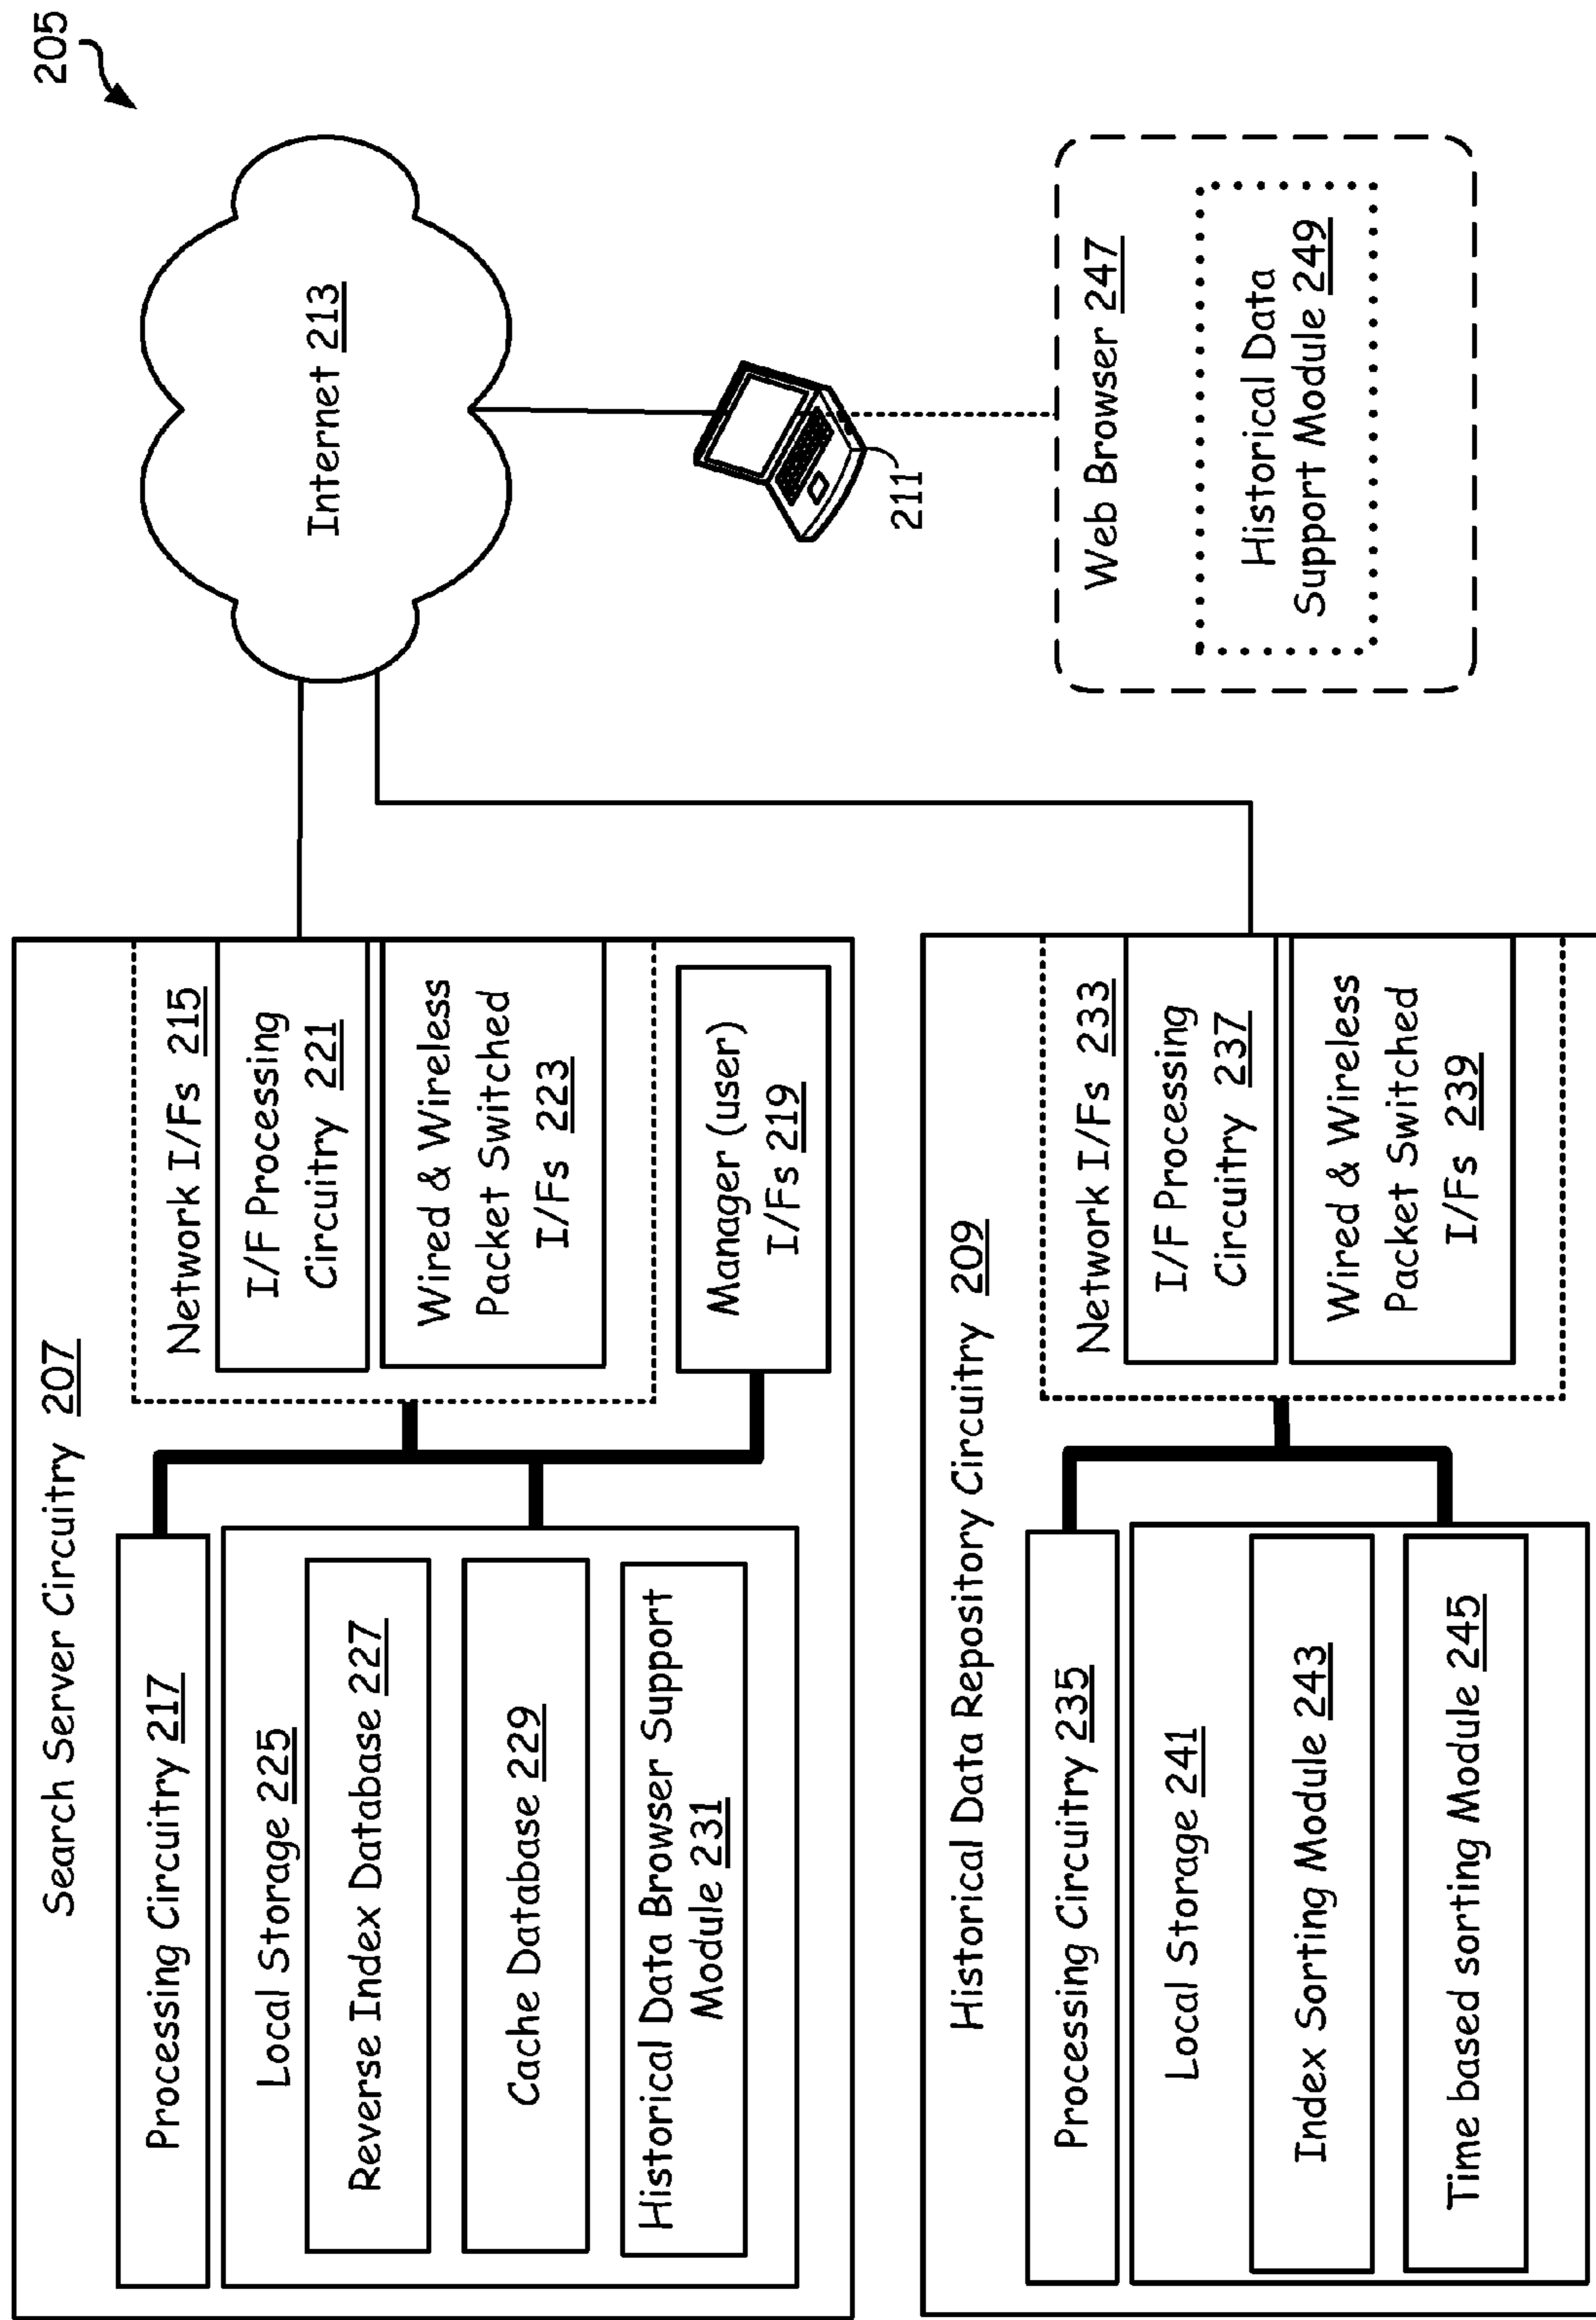 205
Search Server Circuitry 207
Processing Circuitry 217
Local Storage 225
Reverse Index Database 227
Cache Database 229
Historical Data Browser Support
Module 231
Network I/Fs 215
I/F Processing
Circuitry 221
Wired & Wireless
Packet Switched
I/Fs 223
Manager (user)
I/Fs 219
Internet 213
211
Web Browser 247
Historical Data
Support Module 249
Historical Data Repository Circuitry 209
Processing Circuitry 235
Local Storage 241
Index Sorting Module 243
Time based sorting Module 245
Network I/Fs 233
I/F Processing
Circuitry 237
Wired & Wireless
Packet Switched
I/Fs 239